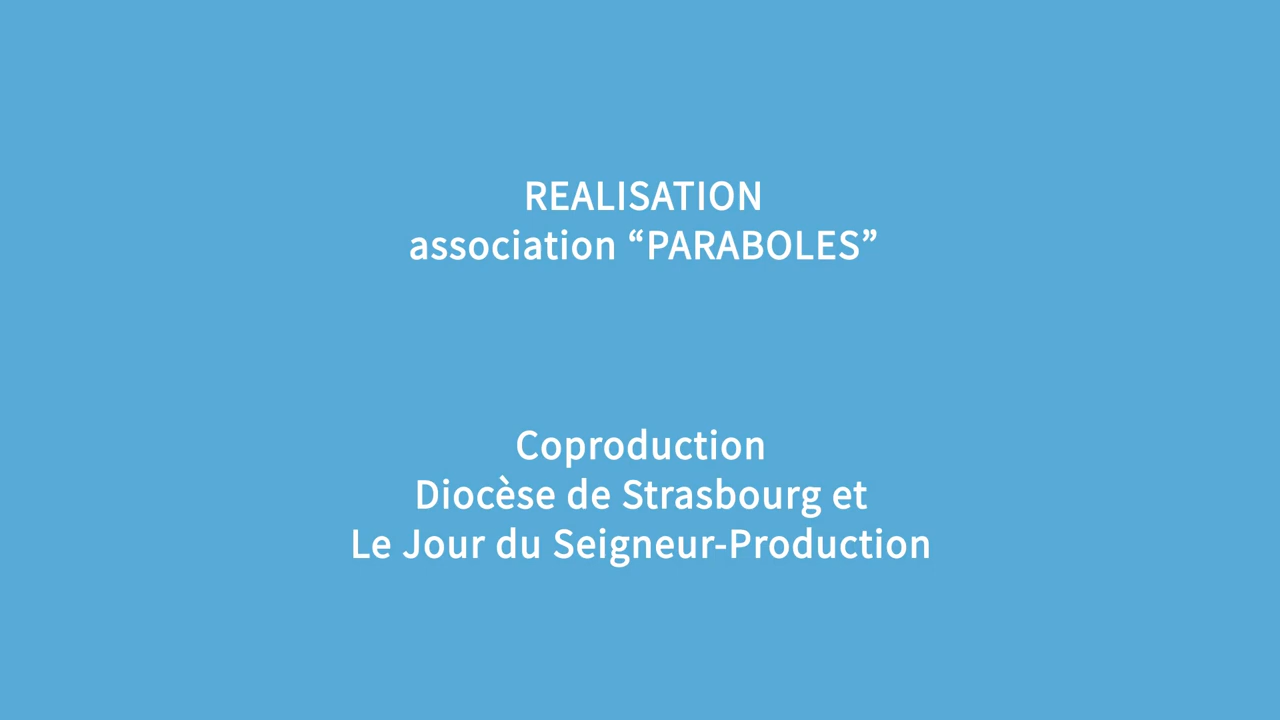 REALISATION
association “PARABOLES”
Coproduction
Diocèse de Strasbourg et
Le Jour du Seigneur-Production